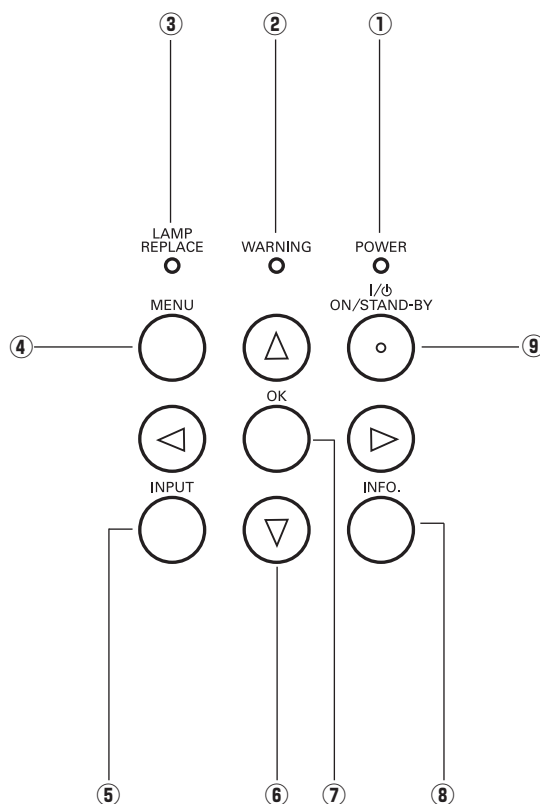 ③ ② ①
LAMP
REPLACE WARNING POWER
I/⏻
MENU ON/STAND-BY
④ ⑨
OK
INPUT INFO.
⑤ ⑥ ⑦ ⑧